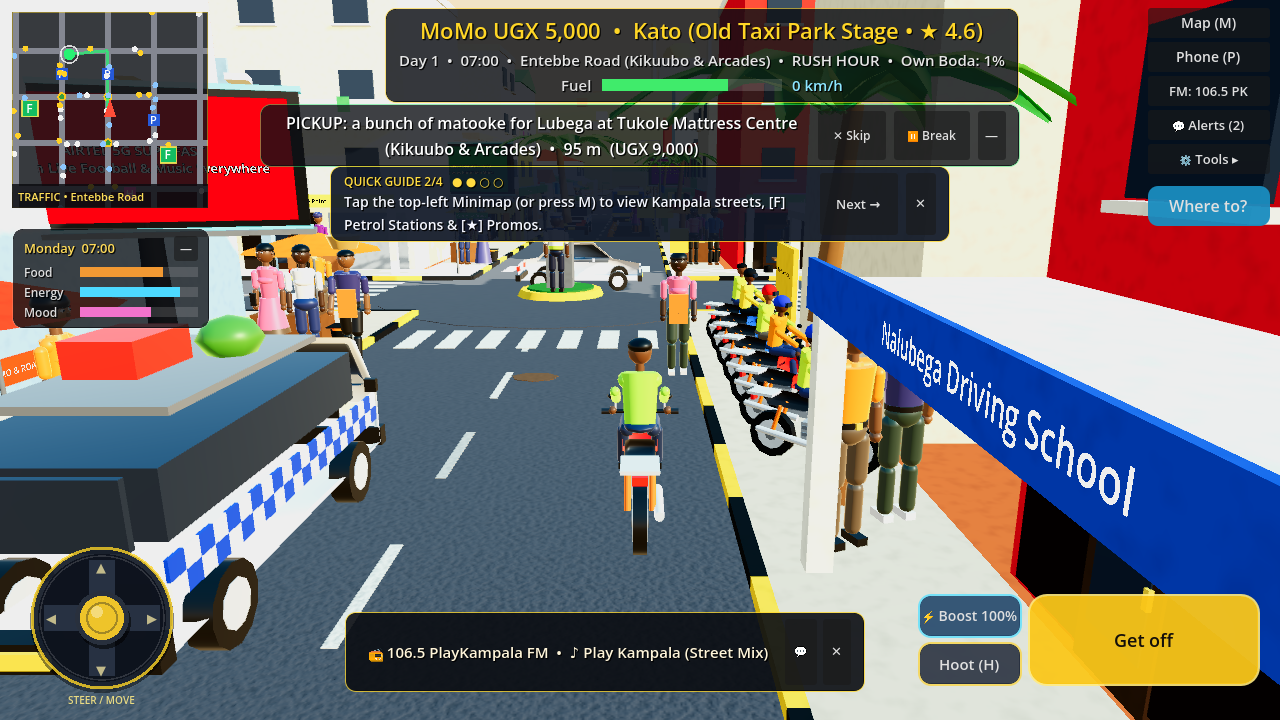 MoMo UGX 5,000 • Kato (Old Taxi Park Stage • ★ 4.6)
Day 1 • 07:00 • Entebbe Road (Kikuubo & Arcades) • RUSH HOUR • Own Boda: 1%
Fuel 0 km/h
PICKUP: a bunch of matooke for Lubega at Tukole Mattress Centre
(Kikuubo & Arcades) • 95 m (UGX 9,000)
✕ Skip
⏸ Break
—
QUICK GUIDE 2/4
Tap the top-left Minimap (or press M) to view Kampala streets, [F]
Petrol Stations & [★] Promos.
Next →
✕
Map (M)
Phone (P)
FM: 106.5 PK
💬 Alerts (2)
⚙️ Tools ▸
Where to?
F
P
F
TRAFFIC • Entebbe Road
Live Football & Music Everywhere
Monday 07:00
—
Food
Energy
Mood
Nalubega Driving School
STEER / MOVE
📻 106.5 PlayKampala FM • ♪ Play Kampala (Street Mix)
💬
✕
⚡ Boost 100%
Hoot (H)
Get off